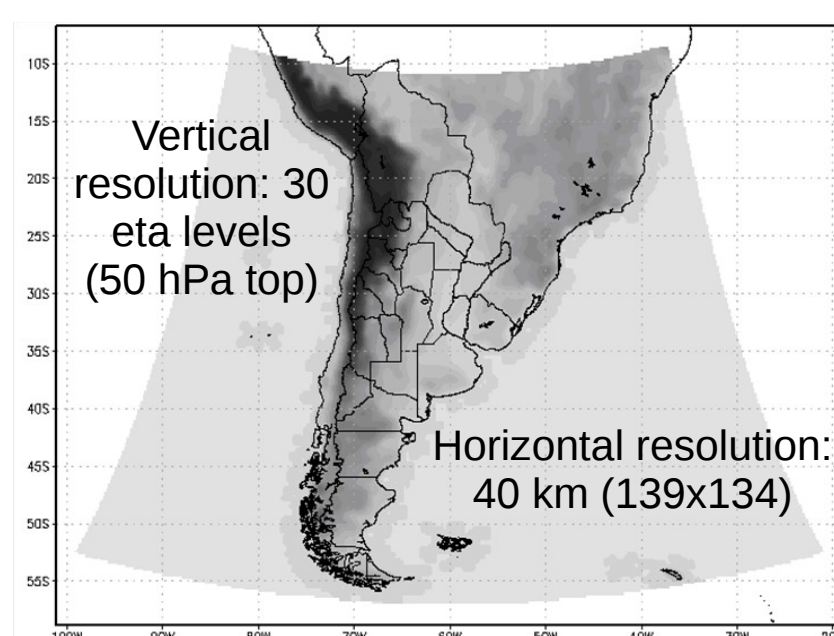 10S
15S
Vertical
resolution: 30
eta levels
(50 hPa top)
20S
25S
30S
35S
40S
Horizontal resolution:
40 km (139x134)
45S
50S
55S